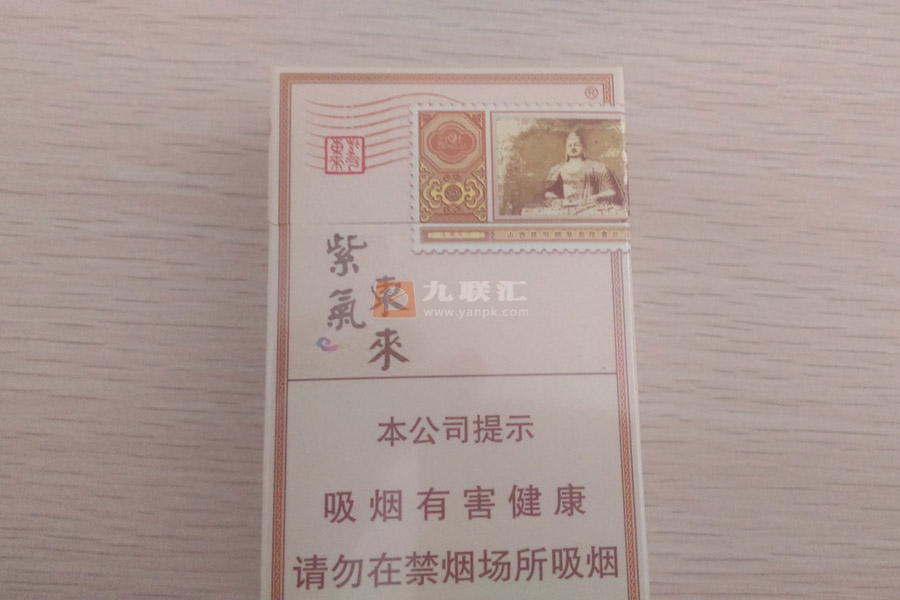 ®
紫氣
東來
九联汇
www.yanpk.com
本公司提示
吸烟有害健康
请勿在禁烟场所吸烟